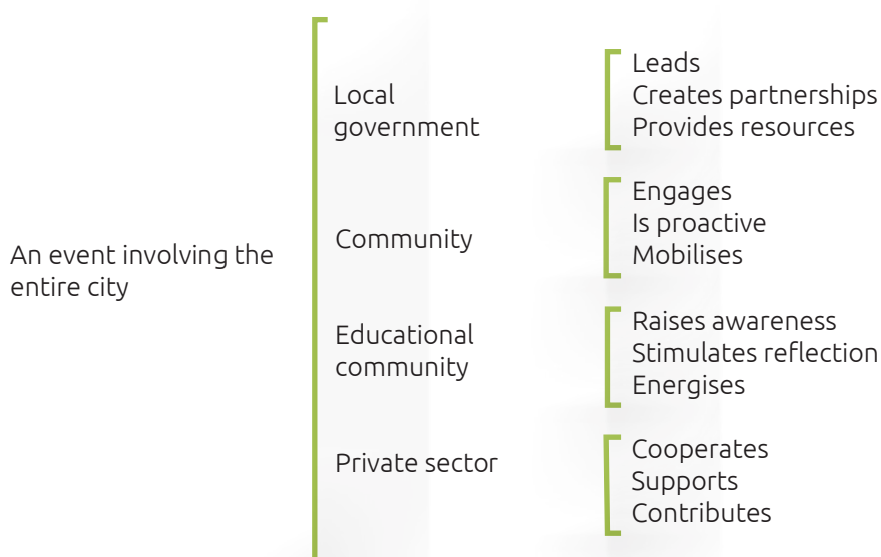 An event involving the
entire city
Local
government
Leads
Creates partnerships
Provides resources
Community
Engages
Is proactive
Mobilises
Educational
community
Raises awareness
Stimulates reflection
Energises
Private sector
Cooperates
Supports
Contributes